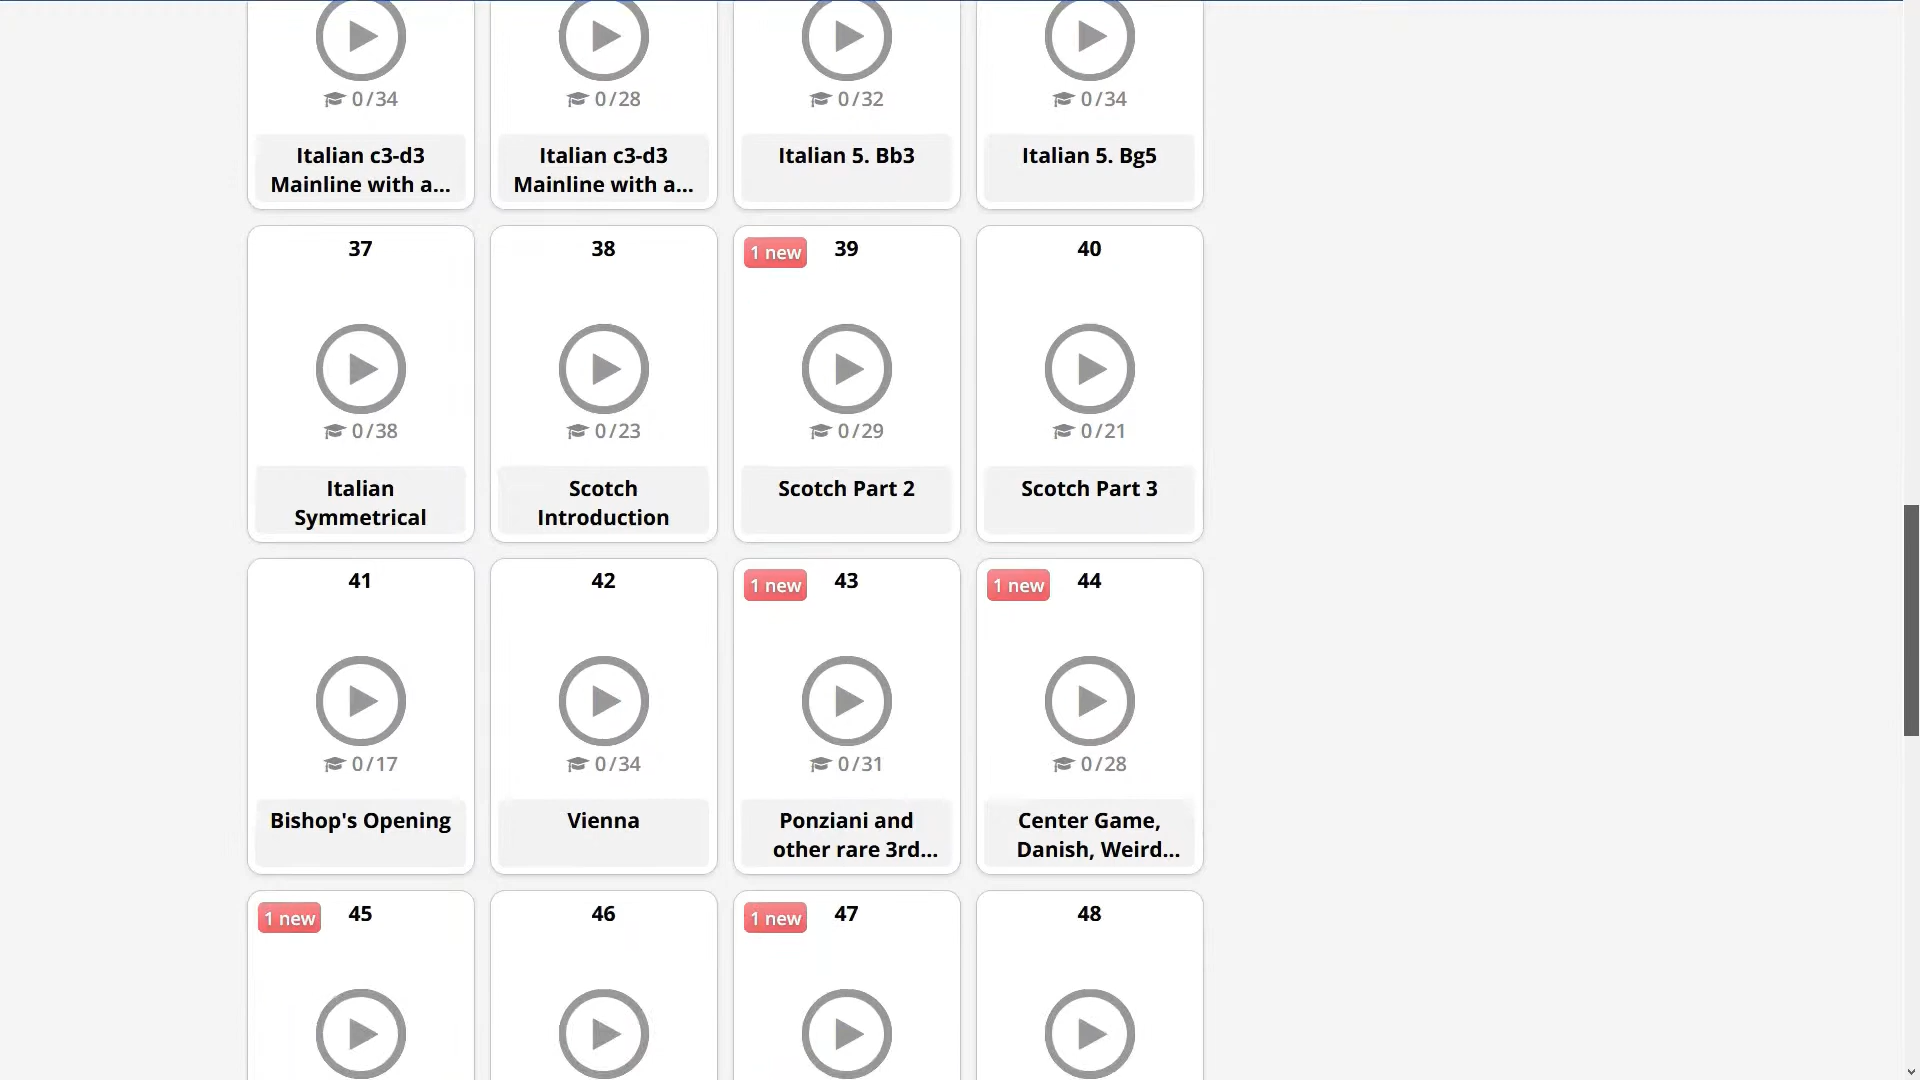 0/34
0/28
0/32
0/34
Italian c3-d3
Mainline with a...
Italian c3-d3
Mainline with a...
Italian 5. Bb3
Italian 5. Bg5
37
38
1 new
39
40
0/38
0/23
0/29
0/21
Italian
Symmetrical
Scotch
Introduction
Scotch Part 2
Scotch Part 3
41
42
1 new
43
1 new
44
0/17
0/34
0/31
0/28
Bishop's Opening
Vienna
Ponziani and
other rare 3rd...
Center Game,
Danish, Weird...
1 new
45
46
1 new
47
48